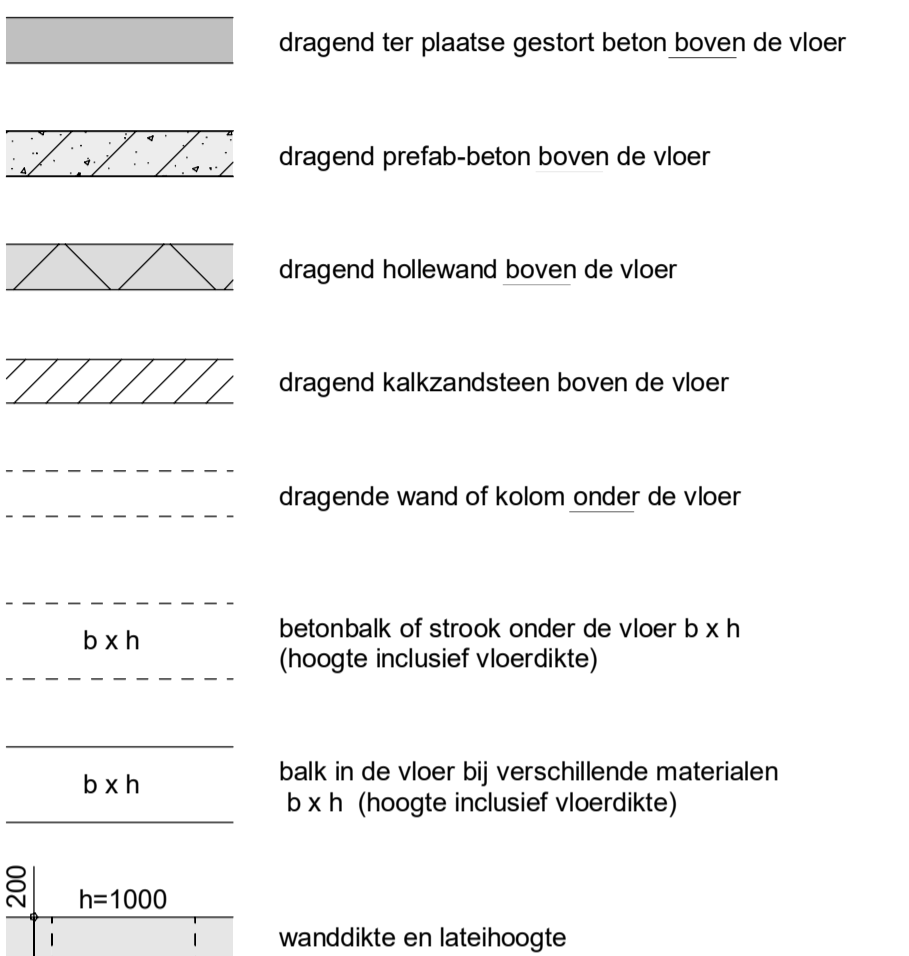 dragend ter plaatse gestort beton boven de vloer
dragend prefab-beton boven de vloer
dragend hollewand boven de vloer
dragend kalkzandsteen boven de vloer
dragende wand of kolom onder de vloer
b x h
betonbalk of strook onder de vloer b x h
(hoogte inclusief vloerdikte)
b x h
balk in de vloer bij verschillende materialen
b x h (hoogte inclusief vloerdikte)
200
h=1000
wanddikte en lateihoogte